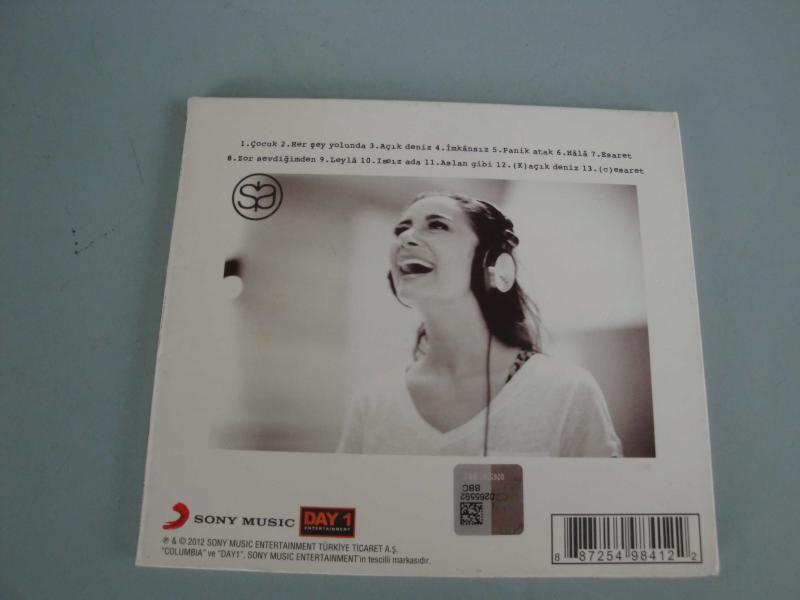 1.Çocuk 2.Her şey yolunda 3.Açık deniz 4.İmkânsız 5.Panik atak 6.Hâlâ 7.Esaret
8.Zor sevdiğimden 9.Leylâ 10.Issız ada 11.Aslan gibi 12.(K)açık deniz 13.(c)esaret
sa
SONY MUSIC
DAY 1
ENTERTAINMENT
BBC
0265592
℗ & © 2012 SONY MUSIC ENTERTAINMENT TÜRKİYE TİCARET A.Ş.
"COLUMBIA" ve "DAY1", SONY MUSIC ENTERTAINMENT'ın tescilli markasıdır.
8 87254 98412 2